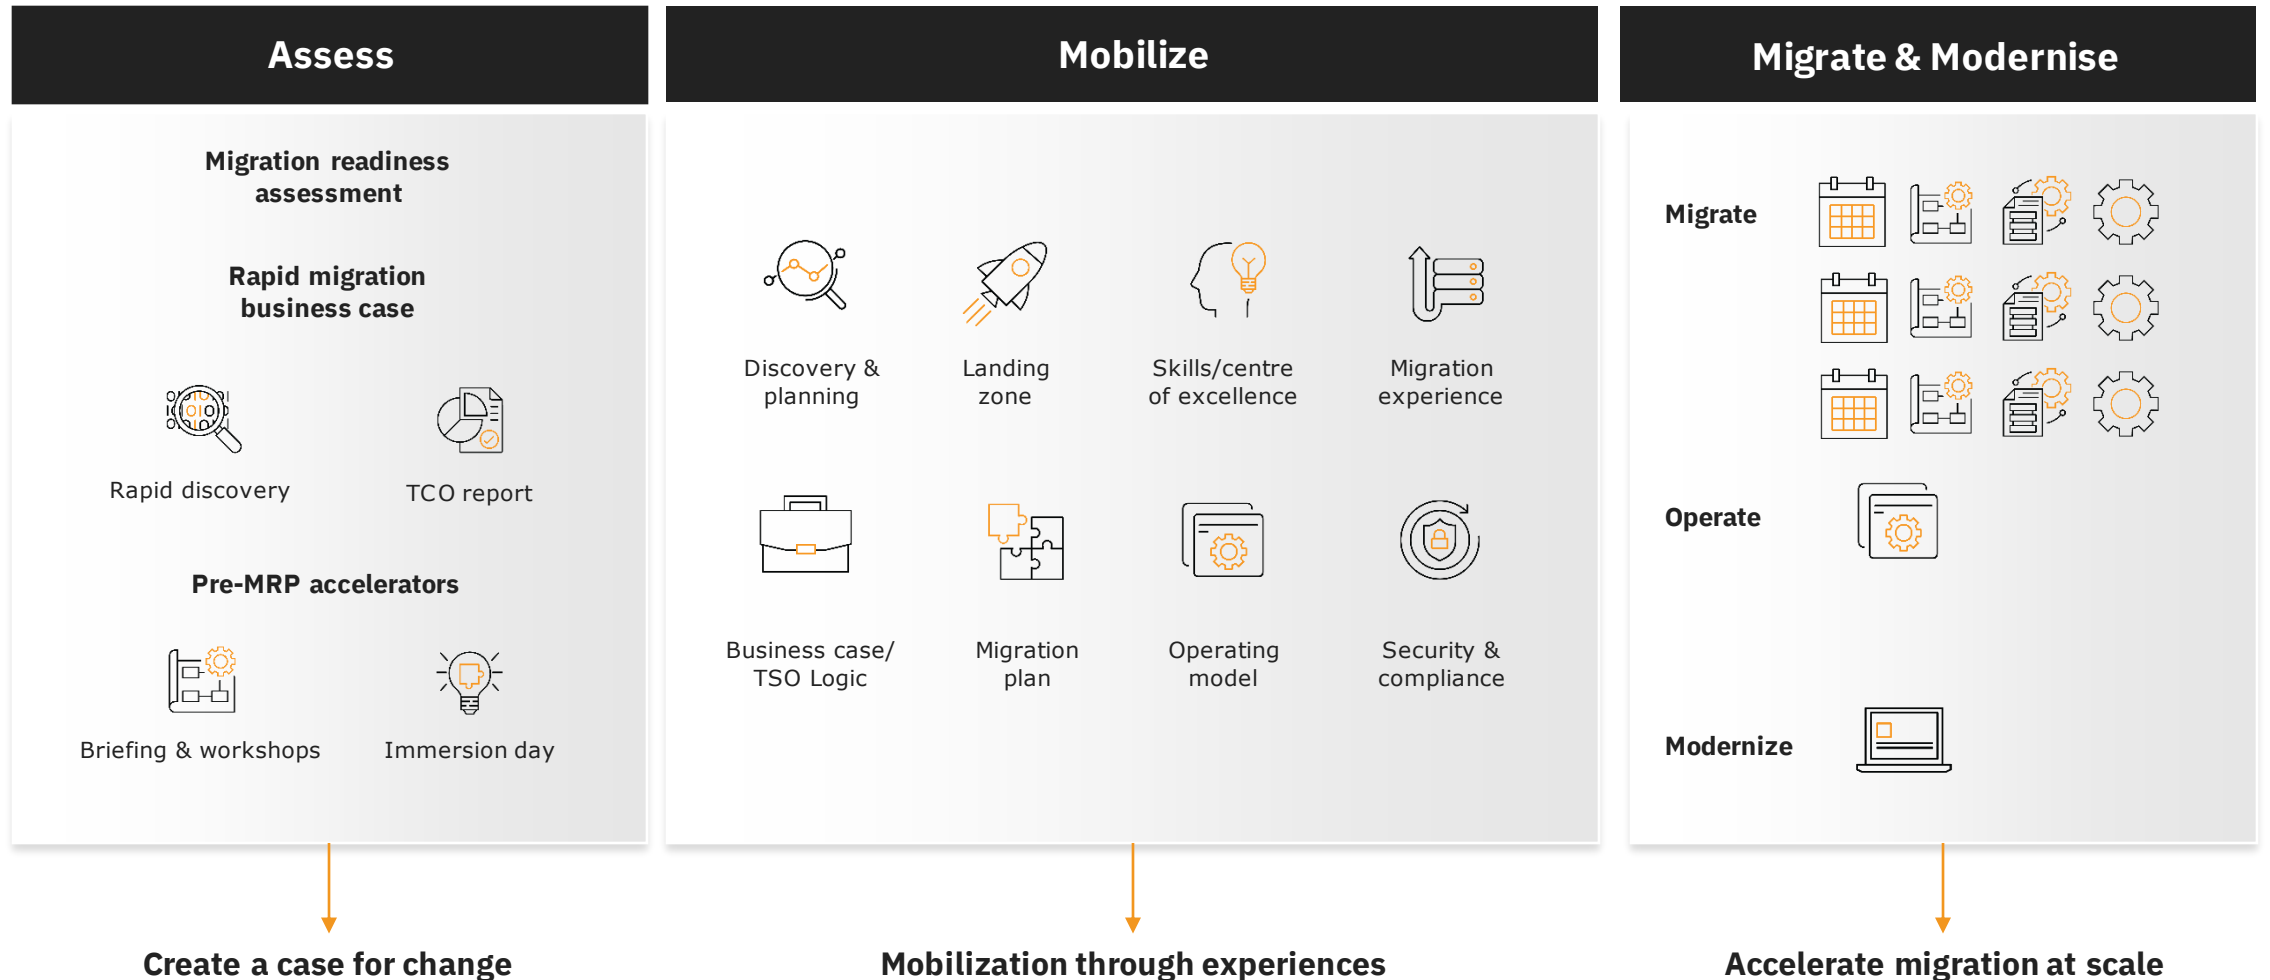 Assess
Migration readiness
assessment
Rapid migration
business case
Rapid discovery
TCO report
Pre-MRP accelerators
Briefing & workshops
Immersion day
Create a case for change
Mobilize
Discovery &
planning
Landing
zone
Skills/centre
of excellence
Migration
experience
Business case/
TSO Logic
Migration
plan
Operating
model
Security &
compliance
Mobilization through experiences
Migrate & Modernise
Migrate
Operate
Modernize
Accelerate migration at scale